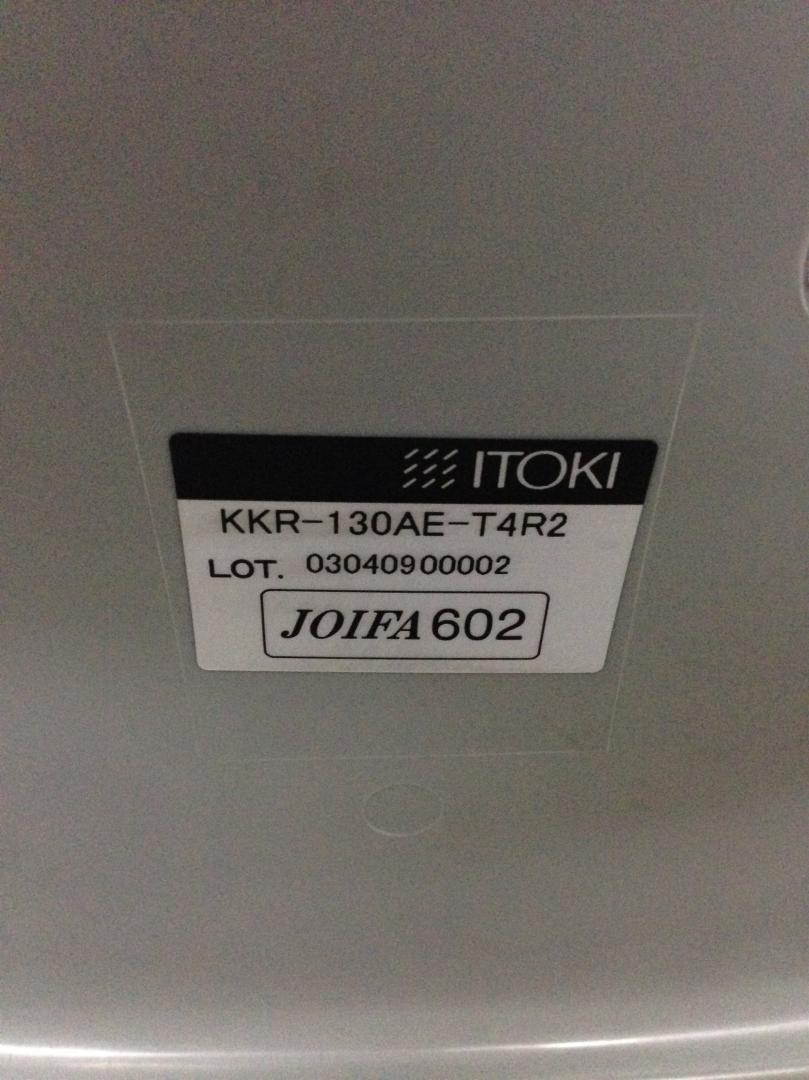 ITOKI
KKR-130AE-T4R2
LOT. 03040900002
JOIFA 602